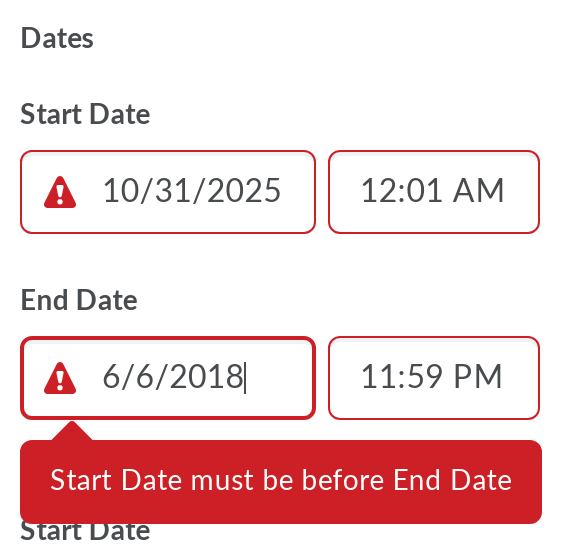 Dates
Start Date
10/31/2025 12:01 AM
End Date
6/6/2018 11:59 PM
Start Date must be before End Date
Start Date